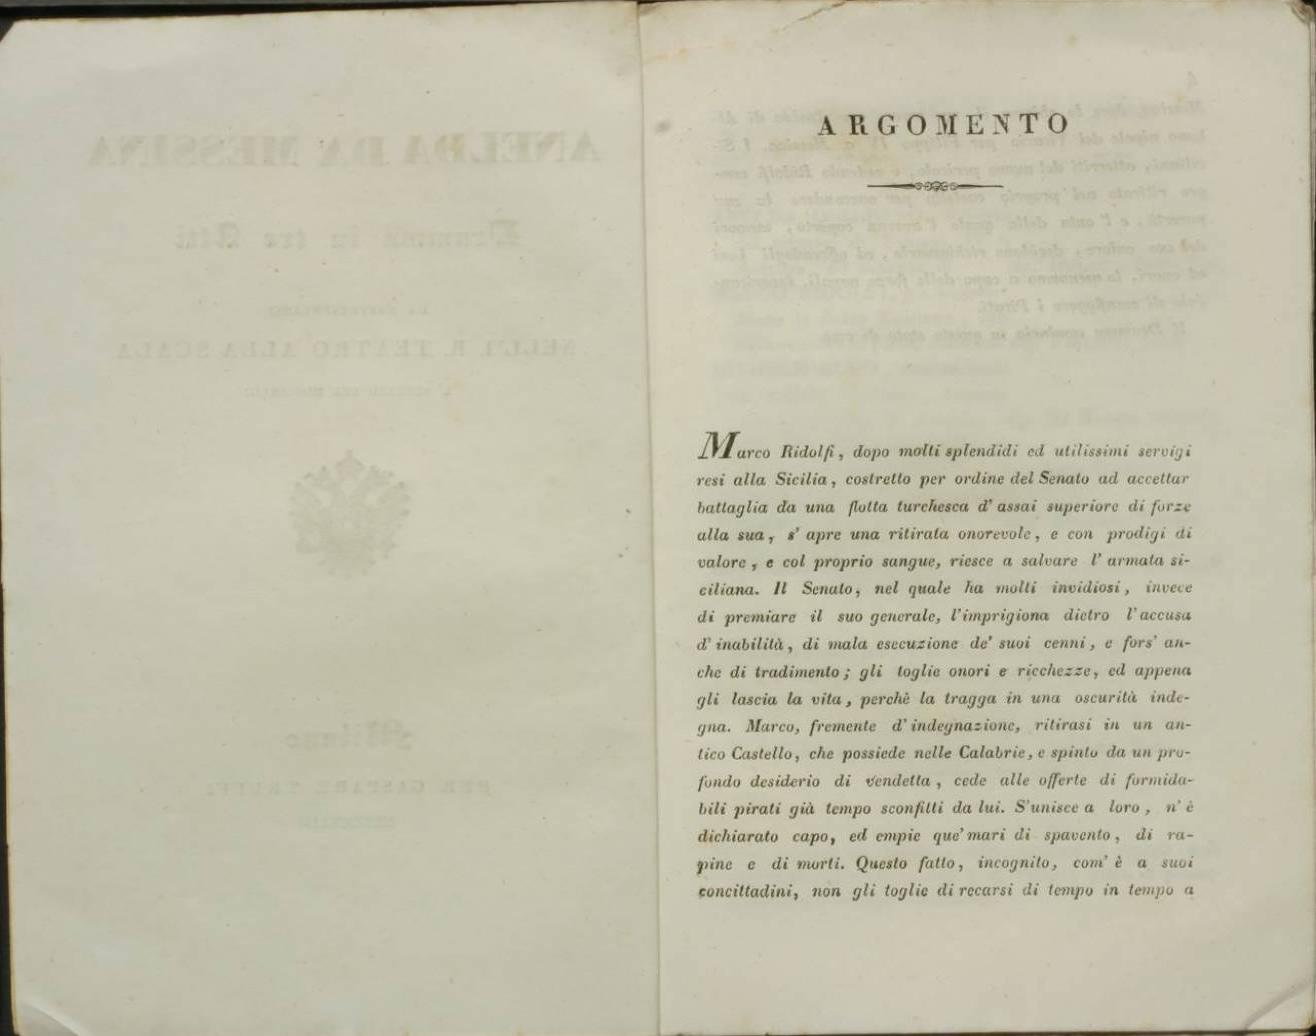 ARGOMENTO
Marco Ridolfi, dopo molti splendidi ed utilissimi servigi
resi alla Sicilia, costretto per ordine del Senato ad accettar
battaglia da una flotta turchesca d' assai superiore di forze
alla sua, s' apre una ritirata onorevole, e con prodigi di
valore, e col proprio sangue, riesce a salvare l' armata si-
ciliana. Il Senato, nel quale ha molti invidiosi, invece
di premiare il suo generale, l'imprigiona dietro l'accusa
d' inabilità, di mala esecuzione de' suoi cenni, e fors' an-
che di tradimento; gli toglie onori e ricchezze, ed appena
gli lascia la vita, perchè la tragga in una oscurità inde-
gna. Marco, fremente d' indegnazione, ritirasi in un an-
tico Castello, che possiede nelle Calabrie, e spinto da un pro-
fondo desiderio di vendetta, cede alle offerte di formida-
bili pirati già tempo sconfitti da lui. S'unisce a loro, n' è
dichiarato capo, ed empie que' mari di spavento, di ra-
pine e di morti. Questo fatto, incognito, com' è a suoi
concittadini, non gli toglie di recarsi di tempo in tempo a